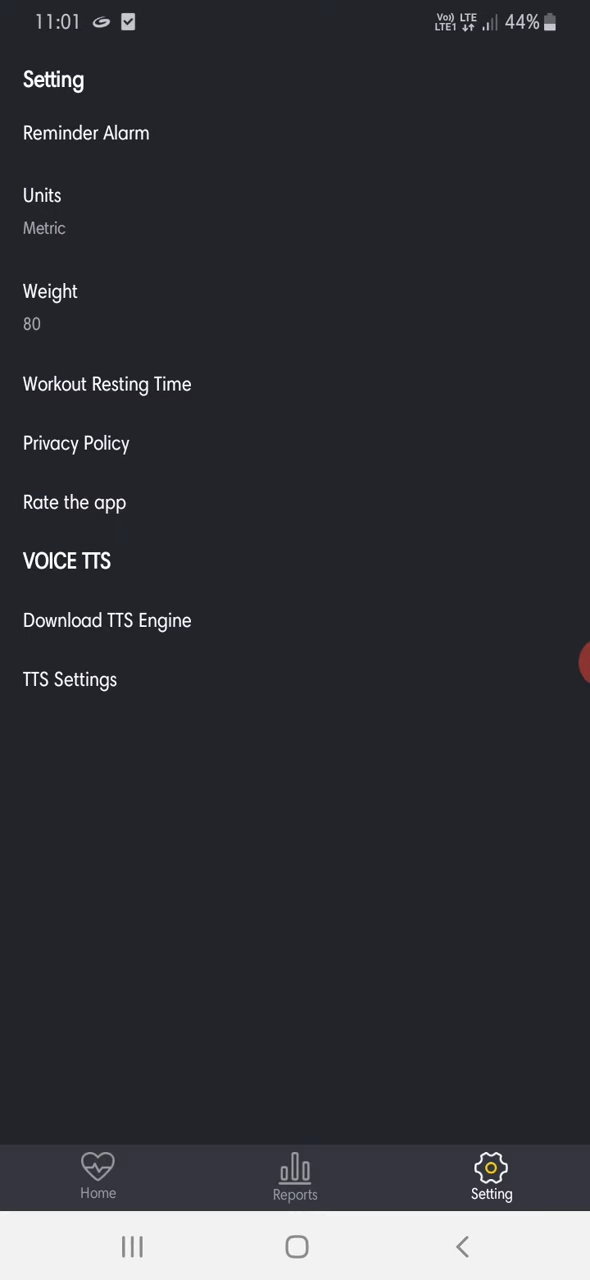 11:01
Vo) LTE
LTE1
44%
Setting
Reminder Alarm
Units
Metric
Weight
80
Workout Resting Time
Privacy Policy
Rate the app
VOICE TTS
Download TTS Engine
TTS Settings
Home
Reports
Setting